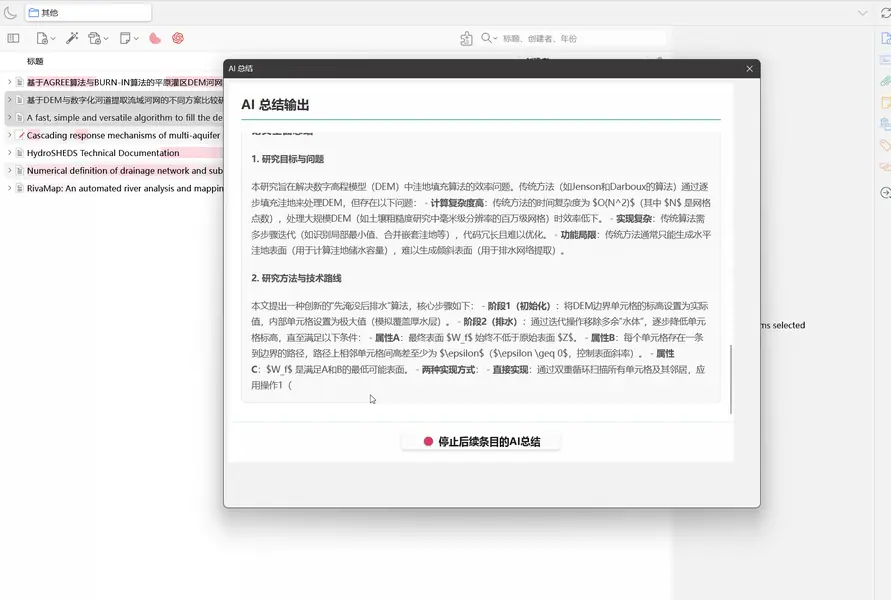 其他
标题、创建者、年份
标题
基于AGREE算法与BURN-IN算法的平原灌区DEM河网
基于DEM与数字化河道提取流域河网的不同方案比较研
A fast, simple and versatile algorithm to fill the de
Cascading response mechanisms of multi-aquifer
HydroSHEDS Technical Documentation
Numerical definition of drainage network and sub
RivaMap: An automated river analysis and mappin
ms selected
AI 总结
AI 总结输出
1. 研究目标与问题
本研究旨在解决数字高程模型（DEM）中洼地填充算法的效率问题。传统方法（如Jenson和Darboux的算法）通过逐
步填充洼地来处理DEM，但存在以下问题： - 计算复杂度高：传统方法的时间复杂度为 $O(N^2)$（其中 $N$ 是网格
点数），处理大规模DEM（如土壤粗糙度研究中毫米级分辨率的百万级网格）时效率低下。 - 实现复杂：传统算法需
多步骤迭代（如识别局部最小值、合并嵌套洼地等），代码冗长且难以优化。 - 功能局限：传统方法通常只能生成水平
洼地表面（用于计算洼地储水容量），难以生成倾斜表面（用于排水网络提取）。
2. 研究方法与技术路线
本文提出一种创新的“先淹没后排水”算法，核心步骤如下： - 阶段1（初始化）：将DEM边界单元格的标高设置为实际
值，内部单元格设置为极大值（模拟覆盖厚水层）。 - 阶段2（排水）：通过迭代操作移除多余“水体”，逐步降低单元
格标高，直至满足以下条件： - 属性A：最终表面 $W_f$ 始终不低于原始表面 $Z$。 - 属性B：每个单元格存在一条
到边界的路径，路径上相邻单元格间高差至少为 $\epsilon$（$\epsilon \geq 0$，控制表面斜率）。 - 属性
C：$W_f$ 是满足A和B的最低可能表面。 - 两种实现方式： - 直接实现：通过双重循环扫描所有单元格及其邻居，应
用操作1（
停止后续条目的AI总结